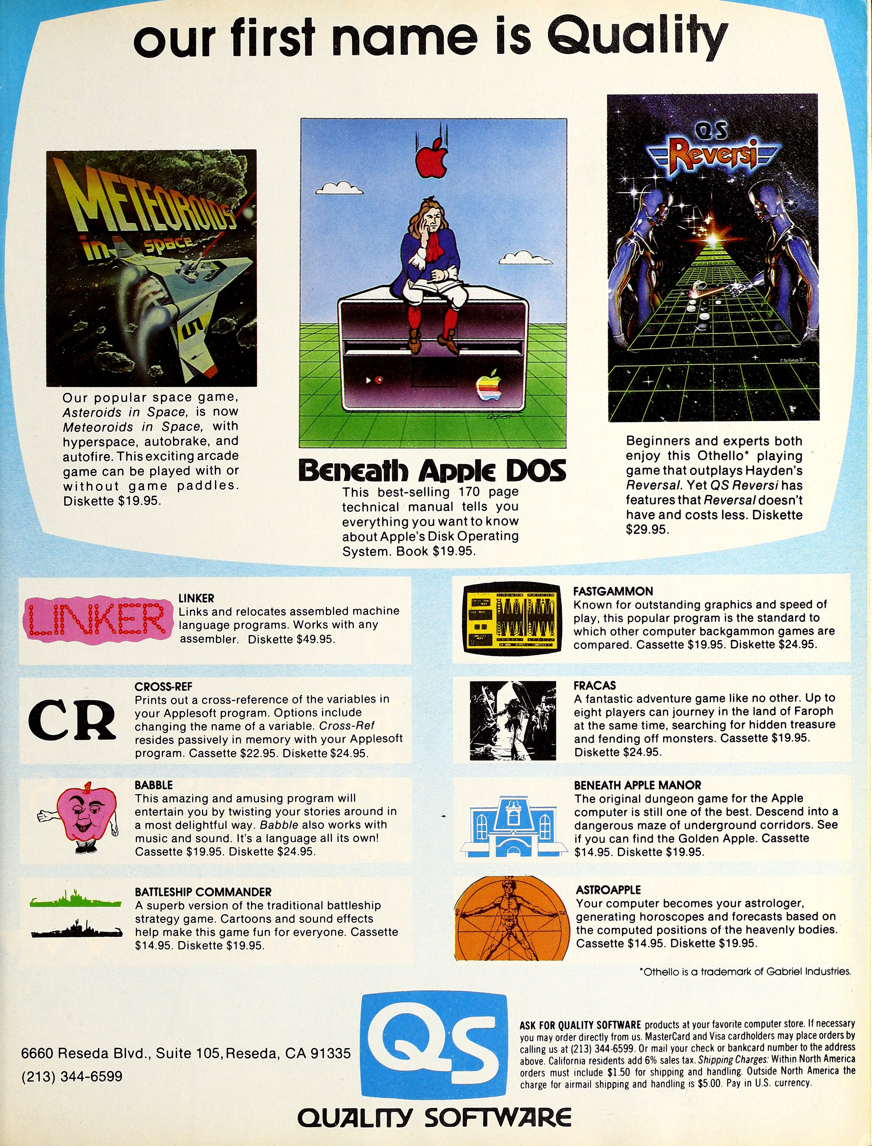 our first name is Quality
METEOROIDS
in space
Our popular space game,
Asteroids in Space, is now
Meteoroids in Space, with
hyperspace, autobrake, and
autofire. This exciting arcade
game can be played with or
without game paddles.
Diskette $19.95.
Beneath Apple DOS
This best-selling 170 page
technical manual tells you
everything you want to know
about Apple's Disk Operating
System. Book $19.95.
QS
Reversi
Beginners and experts both
enjoy this Othello* playing
game that outplays Hayden's
Reversal. Yet QS Reversi has
features that Reversal doesn't
have and costs less. Diskette
$29.95.
LINKER
LINKER
Links and relocates assembled machine
language programs. Works with any
assembler. Diskette $49.95.
CR
CROSS-REF
Prints out a cross-reference of the variables in
your Applesoft program. Options include
changing the name of a variable. Cross-Ref
resides passively in memory with your Applesoft
program. Cassette $22.95. Diskette $24.95.
BABBLE
This amazing and amusing program will
entertain you by twisting your stories around in
a most delightful way. Babble also works with
music and sound. It's a language all its own!
Cassette $19.95. Diskette $24.95.
BATTLESHIP COMMANDER
A superb version of the traditional battleship
strategy game. Cartoons and sound effects
help make this game fun for everyone. Cassette
$14.95. Diskette $19.95.
FASTGAMMON
Known for outstanding graphics and speed of
play, this popular program is the standard to
which other computer backgammon games are
compared. Cassette $19.95. Diskette $24.95.
FRACAS
A fantastic adventure game like no other. Up to
eight players can journey in the land of Faroph
at the same time, searching for hidden treasure
and fending off monsters. Cassette $19.95.
Diskette $24.95.
BENEATH APPLE MANOR
The original dungeon game for the Apple
computer is still one of the best. Descend into a
dangerous maze of underground corridors. See
if you can find the Golden Apple. Cassette
$14.95. Diskette $19.95.
ASTROAPPLE
Your computer becomes your astrologer,
generating horoscopes and forecasts based on
the computed positions of the heavenly bodies.
Cassette $14.95. Diskette $19.95.
*Othello is a trademark of Gabriel Industries.
6660 Reseda Blvd., Suite 105, Reseda, CA 91335
(213) 344-6599
QS
QUALITY SOFTWARE
ASK FOR QUALITY SOFTWARE products at your favorite computer store. If necessary
you may order directly from us. MasterCard and Visa cardholders may place orders by
calling us at (213) 344-6599. Or mail your check or bankcard number to the address
above. California residents add 6% sales tax. Shipping Charges: Within North America
orders must include $1.50 for shipping and handling. Outside North America the
charge for airmail shipping and handling is $5.00. Pay in U.S. currency.